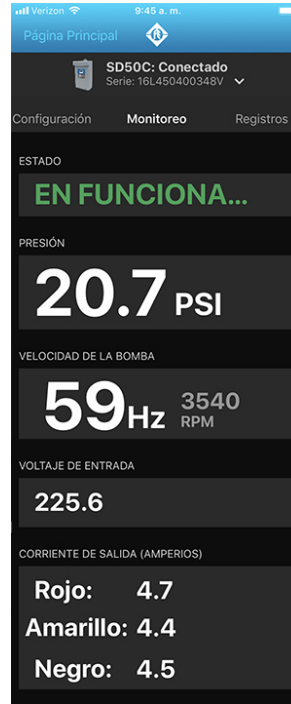 Verizon 9:45 a. m.
Página Principal
SD50C: Conectado
Serie: 16L450400348V
Configuración Monitoreo Registros
ESTADO
EN FUNCIONA...
PRESIÓN
20.7 PSI
VELOCIDAD DE LA BOMBA
59Hz 3540 RPM
VOLTAJE DE ENTRADA
225.6
CORRIENTE DE SALIDA (AMPERIOS)
Rojo: 4.7
Amarillo: 4.4
Negro: 4.5